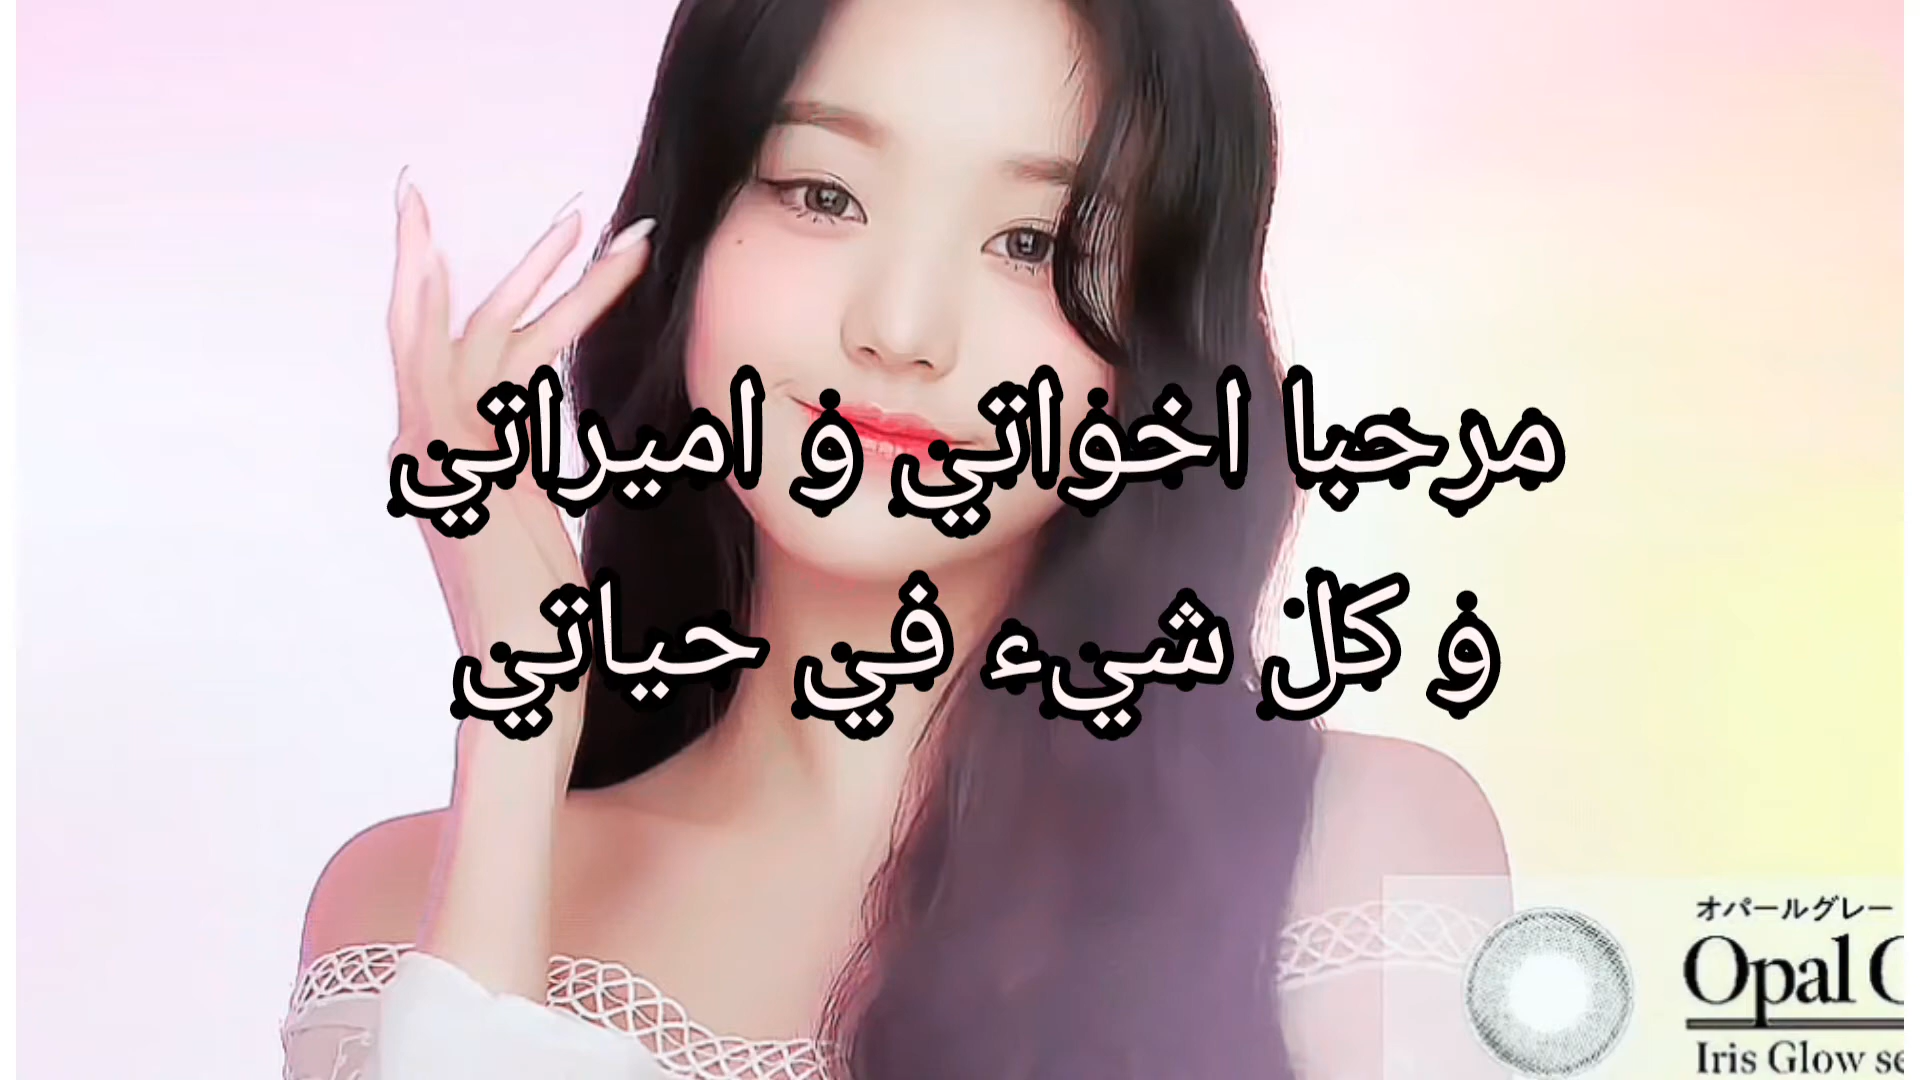 مرحبا اخواتي و اميراتي
و كل شيء في حياتي
オパールグレー
Opal
Iris Glow